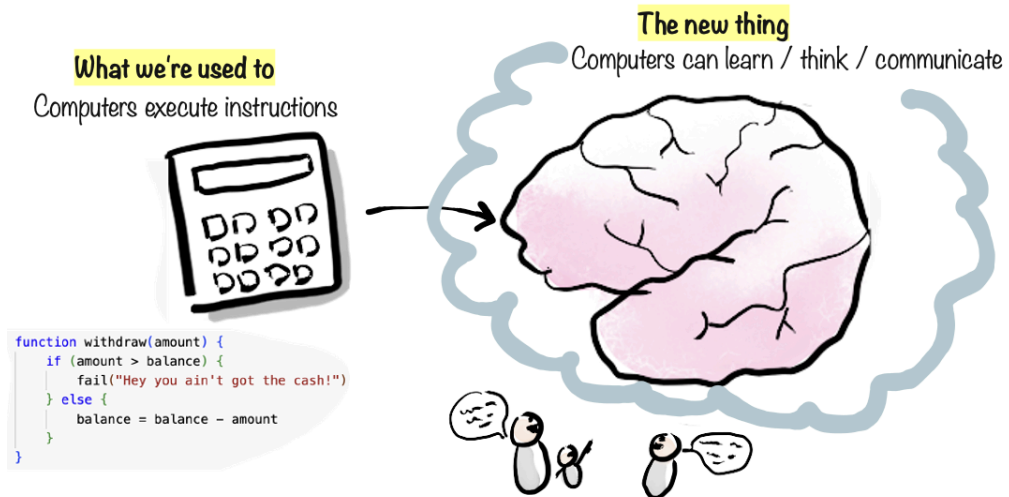 What we're used to
Computers execute instructions
The new thing
Computers can learn / think / communicate
function withdraw(amount) {
    if (amount > balance) {
        fail("Hey you ain't got the cash!")
    } else {
        balance = balance - amount
    }
}